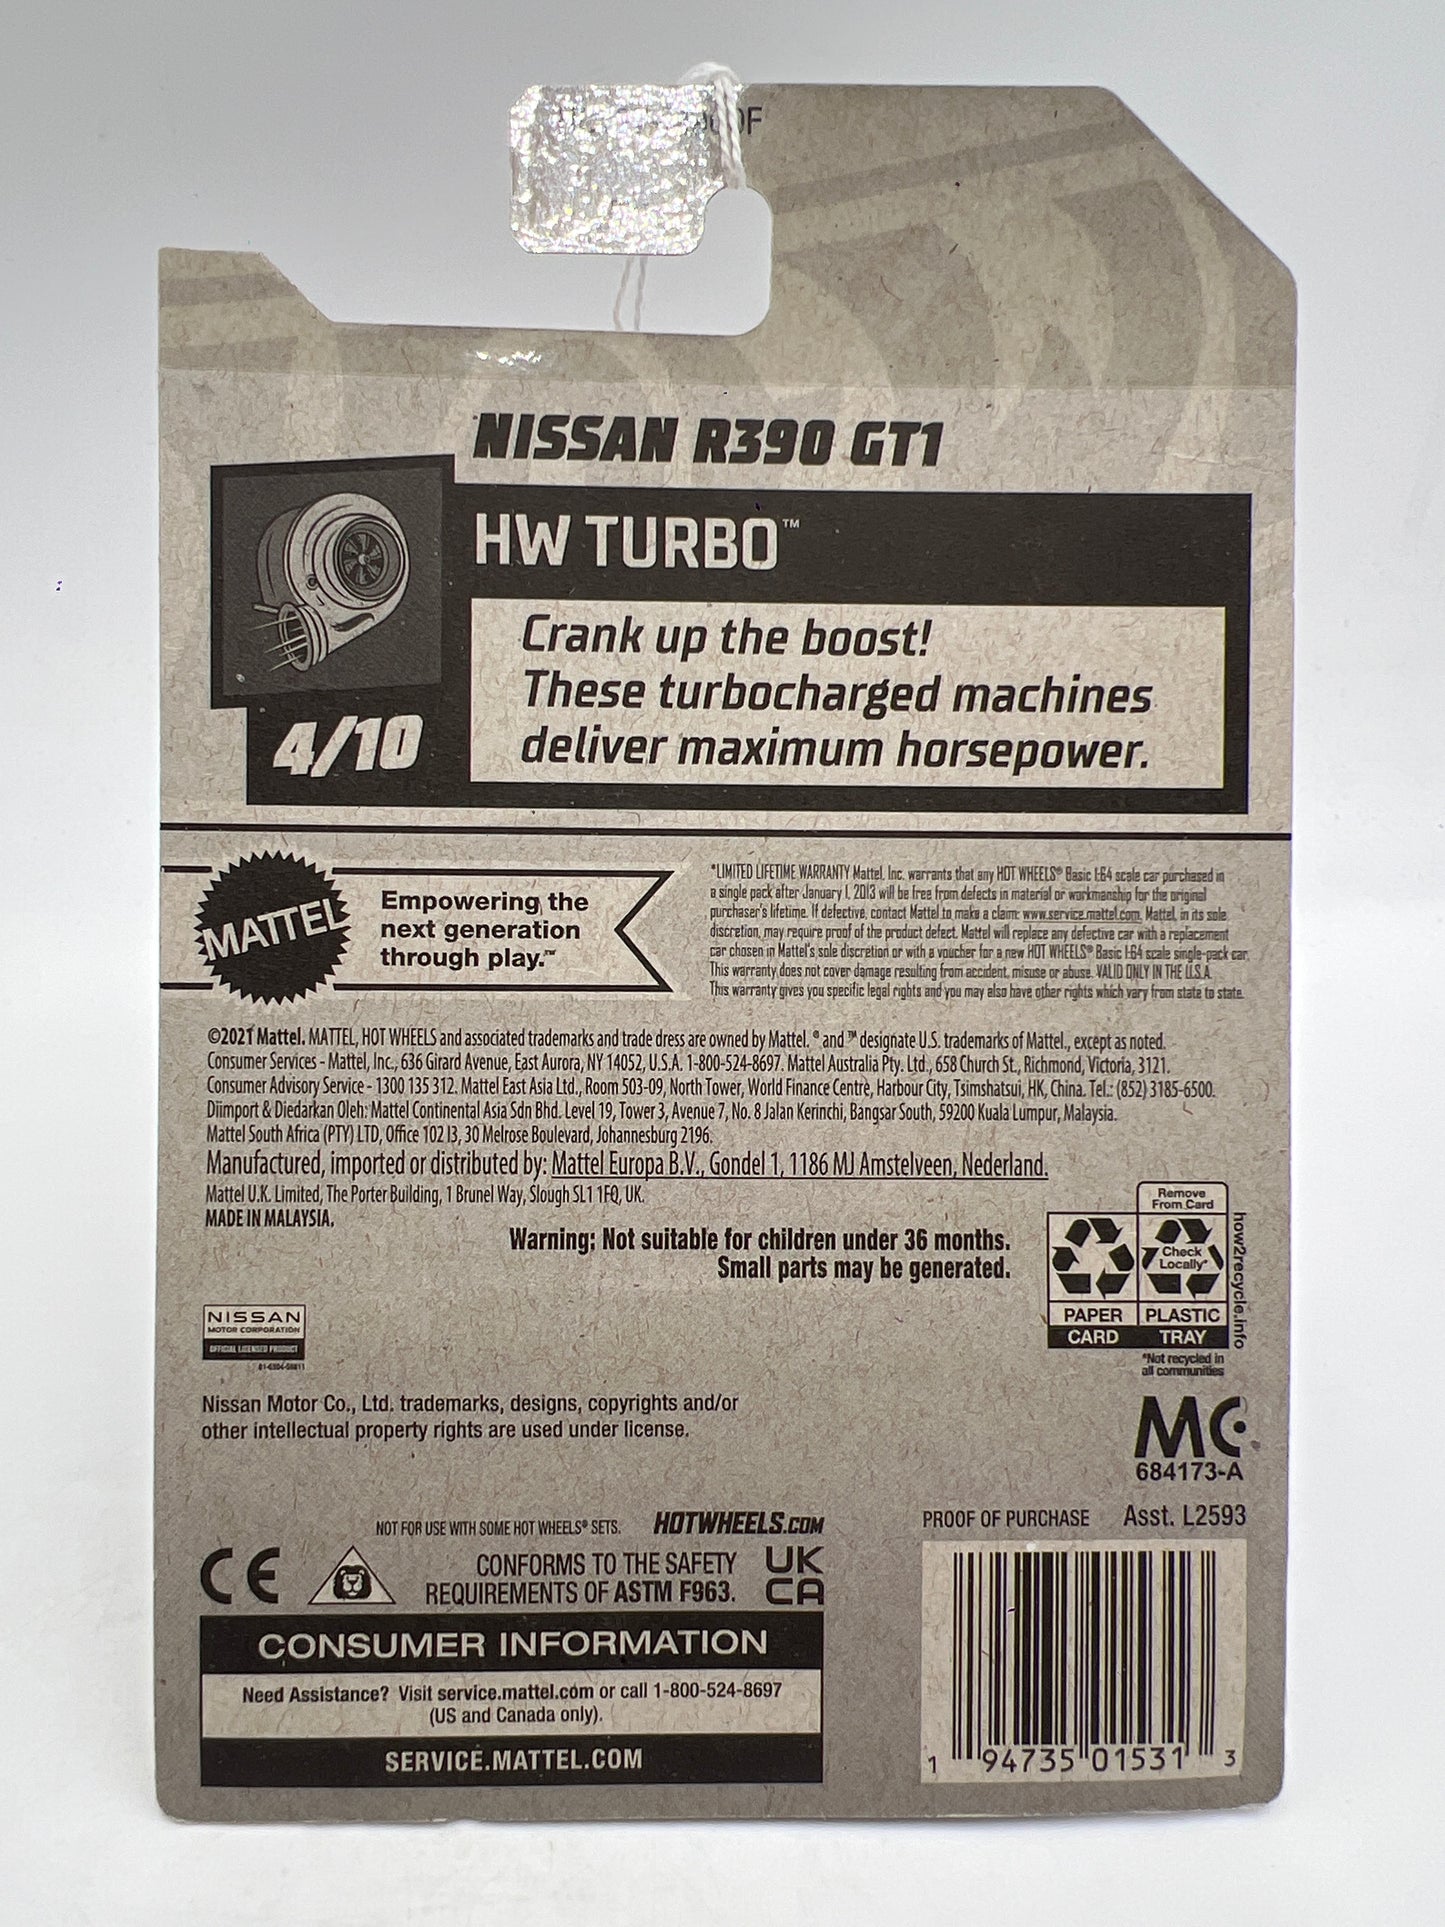 NISSAN R390 GT1
HW TURBO™
Crank up the boost!
These turbocharged machines
deliver maximum horsepower.
4/10
MATTEL
Empowering the
next generation
through play.™
*LIMITED LIFETIME WARRANTY Mattel, Inc. warrants that any HOT WHEELS® Basic 1:64 scale car purchased in
a single pack after January 1, 2013 will be free from defects in material or workmanship for the original
purchaser's lifetime. If defective, contact Mattel to make a claim: www.service.mattel.com. Mattel, in its sole
discretion, may require proof of the product defect. Mattel will replace any defective car with a replacement
car chosen in Mattel's sole discretion or with a voucher for a new HOT WHEELS® Basic 1:64 scale single-pack car.
This warranty does not cover damage resulting from accident, misuse or abuse. VALID ONLY IN THE U.S.A.
This warranty gives you specific legal rights and you may also have other rights which vary from state to state.
©2021 Mattel. MATTEL, HOT WHEELS and associated trademarks and trade dress are owned by Mattel. ® and ™ designate U.S. trademarks of Mattel., except as noted.
Consumer Services - Mattel, Inc., 636 Girard Avenue, East Aurora, NY 14052, U.S.A. 1-800-524-8697. Mattel Australia Pty. Ltd., 658 Church St., Richmond, Victoria, 3121.
Consumer Advisory Service - 1300 135 312. Mattel East Asia Ltd., Room 503-09, North Tower, World Finance Centre, Harbour City, Tsimshatsui, HK, China. Tel.: (852) 3185-6500.
Diimport & Diedarkan Oleh: Mattel Continental Asia Sdn Bhd. Level 19, Tower 3, Avenue 7, No. 8 Jalan Kerinchi, Bangsar South, 59200 Kuala Lumpur, Malaysia.
Mattel South Africa (PTY) LTD, Office 102 I3, 30 Melrose Boulevard, Johannesburg 2196.
Manufactured, imported or distributed by: Mattel Europa B.V., Gondel 1, 1186 MJ Amstelveen, Nederland.
Mattel U.K. Limited, The Porter Building, 1 Brunel Way, Slough SL1 1FQ, UK.
MADE IN MALAYSIA.
Warning: Not suitable for children under 36 months.
Small parts may be generated.
Remove
From Card
Check
Locally*
PAPER
PLASTIC
CARD
TRAY
how2recycle.info
*Not recycled in
all communities
NISSAN
MOTOR CORPORATION
OFFICIAL LICENSED PRODUCT
Nissan Motor Co., Ltd. trademarks, designs, copyrights and/or
other intellectual property rights are used under license.
MC
684173-A
NOT FOR USE WITH SOME HOT WHEELS® SETS.
HOTWHEELS.COM
PROOF OF PURCHASE
Asst. L2593
CE
CONFORMS TO THE SAFETY
REQUIREMENTS OF ASTM F963.
UK
CA
CONSUMER INFORMATION
Need Assistance? Visit service.mattel.com or call 1-800-524-8697
(US and Canada only).
SERVICE.MATTEL.COM
1 94735 01531 3